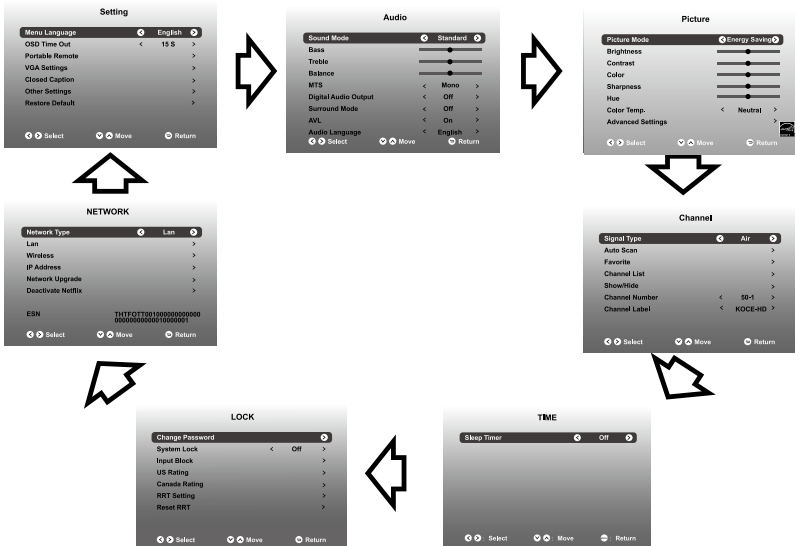 Setting
Menu Language English
OSD Time Out < 15 S >
Portable Remote >
VGA Settings >
Closed Caption >
Other Settings >
Restore Default >
Select Move Return
Audio
Sound Mode Standard
Bass
Treble
Balance
MTS < Mono >
Digital Audio Output < Off >
Surround Mode < Off >
AVL < On >
Audio Language < English >
Select Move Return
Picture
Picture Mode Energy Saving
Brightness
Contrast
Color
Sharpness
Hue
Color Temp. < Neutral >
Advanced Settings >
Select Move Return
Channel
Signal Type Air
Auto Scan >
Favorite >
Channel List >
Show/Hide >
Channel Number < 50-1 >
Channel Label < KOCE-HD >
Select Move Return
TIME
Sleep Timer Off
: Select : Move : Return
LOCK
Change Password
System Lock < Off >
Input Block >
US Rating >
Canada Rating >
RRT Setting >
Reset RRT >
Select Move Return
NETWORK
Network Type Lan
Lan >
Wireless >
IP Address >
Network Upgrade >
Deactivate Netflix >
ESN THTFOTT001000000000000
00000000000010000001
Select Move Return